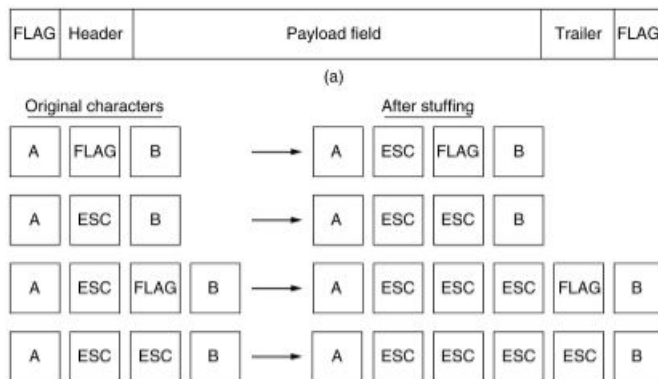 FLAG Header Payload field Trailer FLAG
(a)
Original characters After stuffing
A FLAG B A ESC FLAG B
A ESC B A ESC ESC B
A ESC FLAG B A ESC ESC ESC FLAG B
A ESC ESC B A ESC ESC ESC ESC B